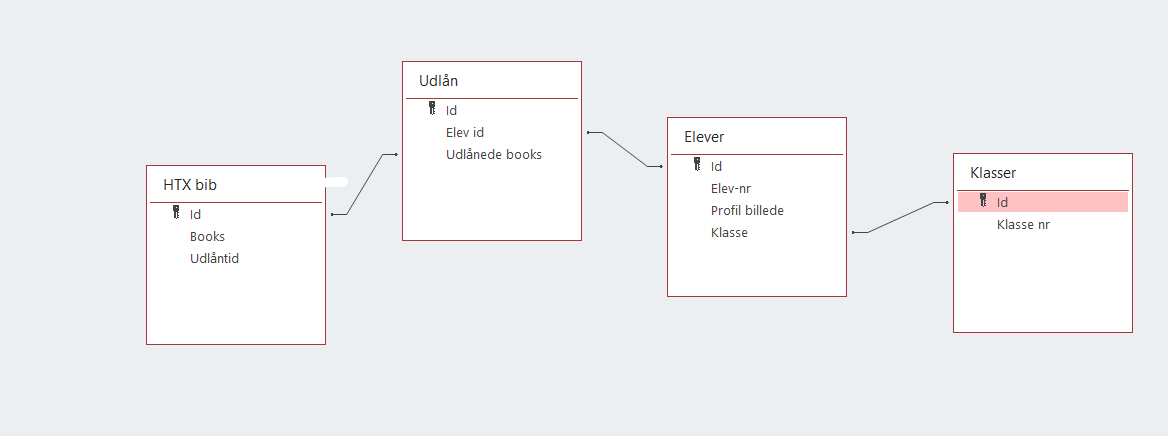 HTX bib
Id
Books
Udlåntid
Udlån
Id
Elev id
Udlånede books
Elever
Id
Elev-nr
Profil billede
Klasse
Klasser
Id
Klasse nr